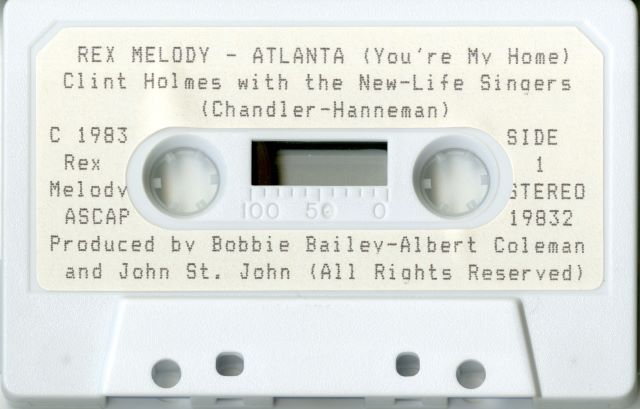 REX MELODY - ATLANTA (You're My Home)
Clint Holmes with the New-Life Singers
(Chandler-Hanneman)
C 1983 SIDE
Rex 1
Melody STEREO
ASCAP 19832
100 50 0
Produced by Bobbie Bailey-Albert Coleman
and John St. John (All Rights Reserved)